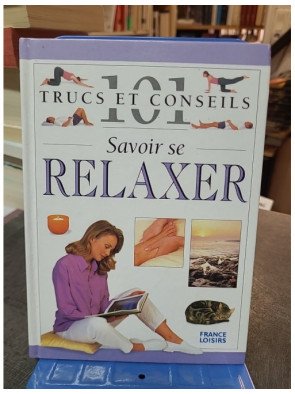 101
TRUCS ET CONSEILS
Savoir se
RELAXER
FRANCE
LOISIRS